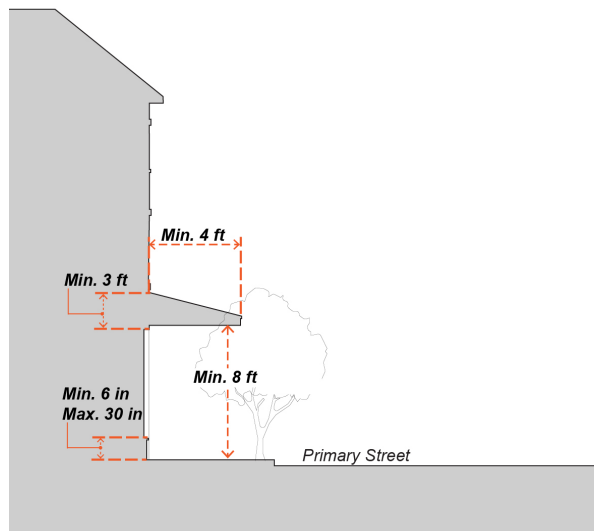 Min. 4 ft
Min. 3 ft
Min. 8 ft
Min. 6 in
Max. 30 in
Primary Street